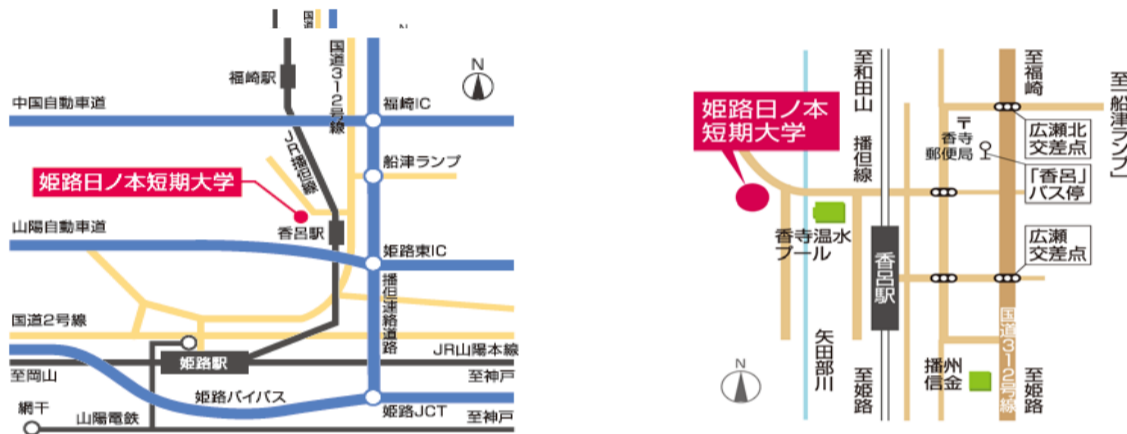 国道312号線
N
福崎駅
中国自動車道
福崎IC
JR播但線
船津ランプ
姫路日ノ本短期大学
山陽自動車道
香呂駅
姫路東IC
播但連絡道路
国道2号線
姫路駅
JR山陽本線
至岡山
至神戸
姫路バイパス
網干
山陽電鉄
姫路JCT
至神戸
姫路日ノ本
短期大学
至和田山
播但線
至福崎
至「船津ランプ」
〒
香寺
郵便局
広瀬北
交差点
「香呂」
バス停
香寺温水
プール
香呂駅
広瀬
交差点
N
矢田部川
至姫路
播州
信金
国道312号線
至姫路